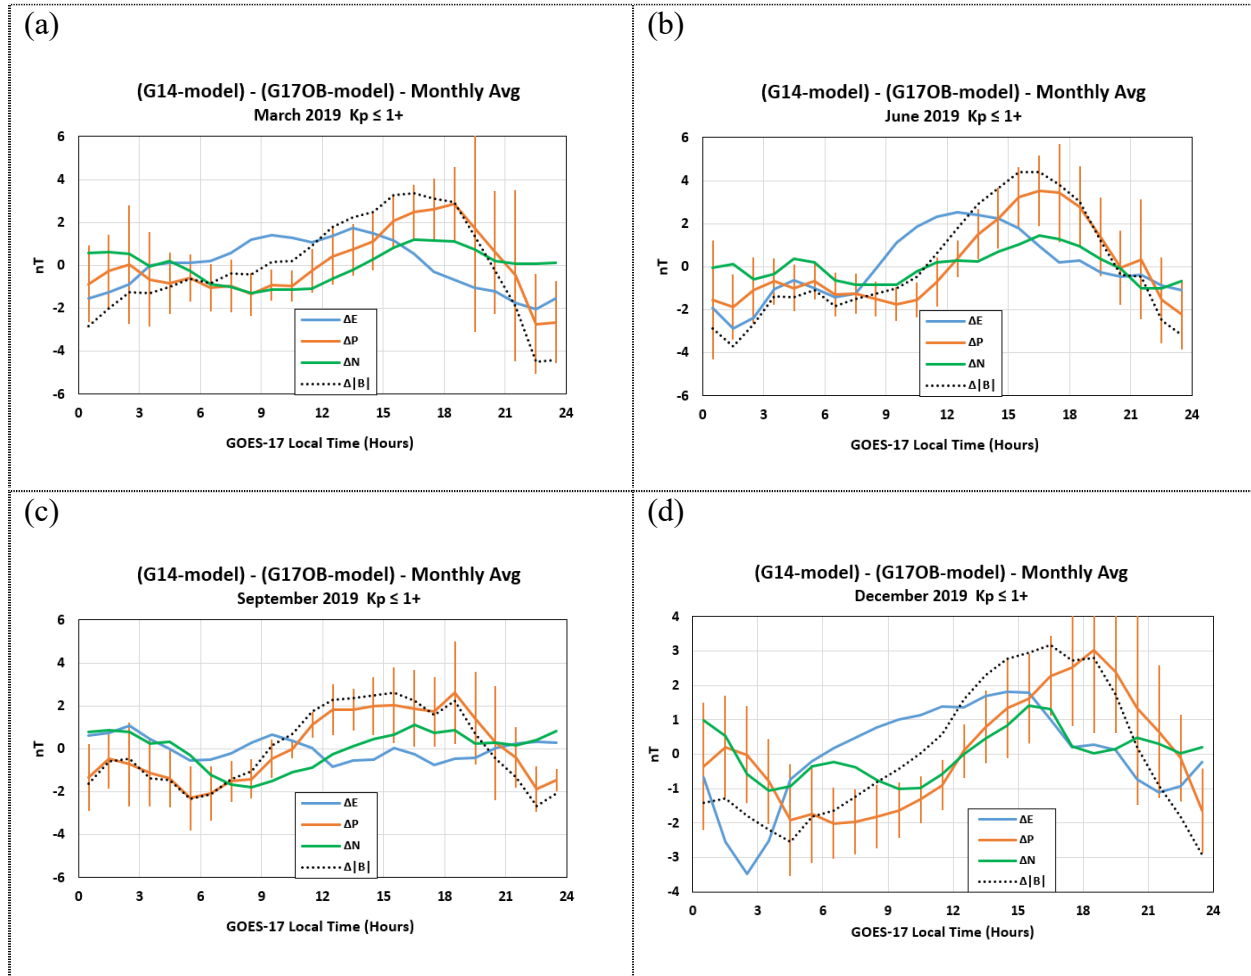 (a)
(G14-model) - (G17OB-model) - Monthly Avg
March 2019 Kp ≤ 1+
6
4
2
0
-2
-4
-6
nT
0 3 6 9 12 15 18 21 24
GOES-17 Local Time (Hours)
ΔE
ΔP
ΔN
Δ|B|
(b)
(G14-model) - (G17OB-model) - Monthly Avg
June 2019 Kp ≤ 1+
6
4
2
0
-2
-4
-6
nT
0 3 6 9 12 15 18 21 24
GOES-17 Local Time (Hours)
ΔE
ΔP
ΔN
Δ|B|
(c)
(G14-model) - (G17OB-model) - Monthly Avg
September 2019 Kp ≤ 1+
6
4
2
0
-2
-4
-6
nT
0 3 6 9 12 15 18 21 24
GOES-17 Local Time (Hours)
ΔE
ΔP
ΔN
Δ|B|
(d)
(G14-model) - (G17OB-model) - Monthly Avg
December 2019 Kp ≤ 1+
4
3
2
1
0
-1
-2
-3
-4
nT
0 3 6 9 12 15 18 21 24
GOES-17 Local Time (Hours)
ΔE
ΔP
ΔN
Δ|B|